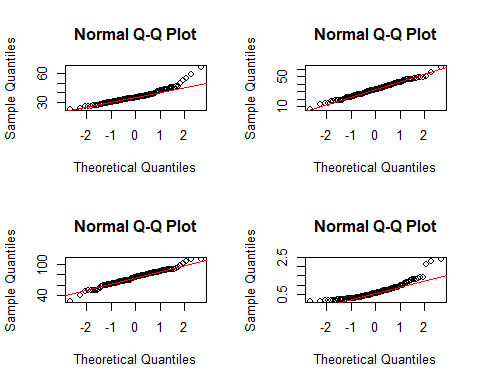 Normal Q-Q Plot
Sample Quantiles
30 60
-2 -1 0 1 2
Theoretical Quantiles
Normal Q-Q Plot
Sample Quantiles
10 50
-2 -1 0 1 2
Theoretical Quantiles
Normal Q-Q Plot
Sample Quantiles
40 100
-2 -1 0 1 2
Theoretical Quantiles
Normal Q-Q Plot
Sample Quantiles
0.5 2.5
-2 -1 0 1 2
Theoretical Quantiles